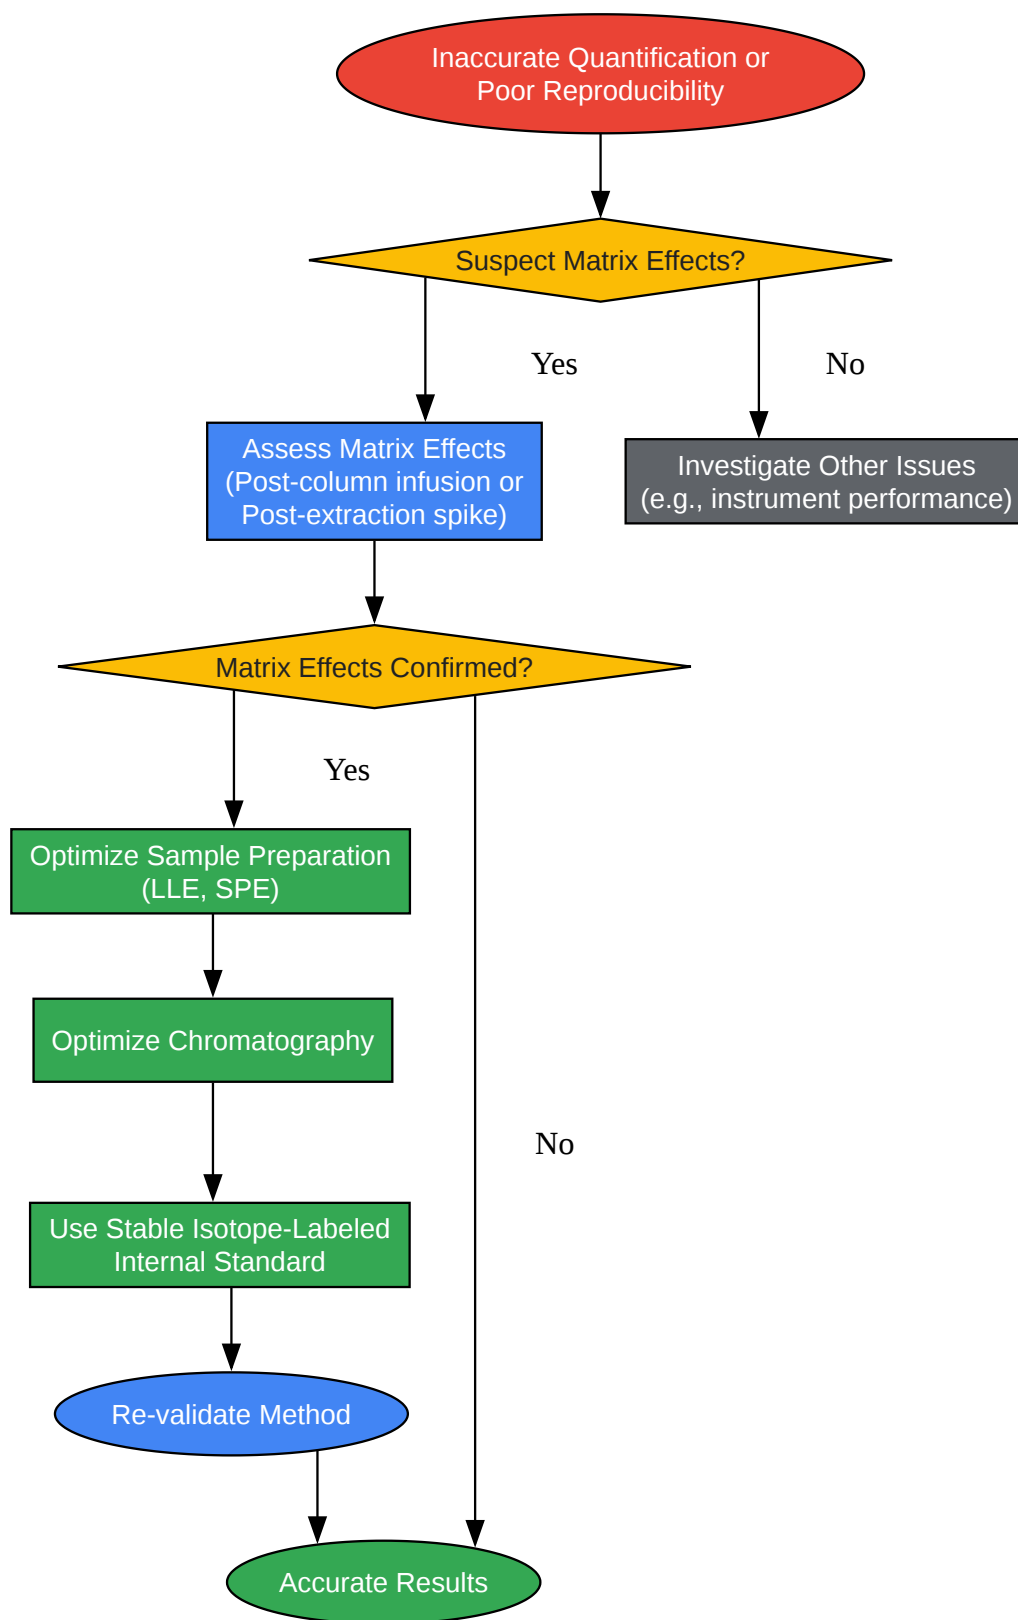 Inaccurate Quantification or
Poor Reproducibility
Suspect Matrix Effects?
Yes
No
Assess Matrix Effects
(Post-column infusion or
Post-extraction spike)
Investigate Other Issues
(e.g., instrument performance)
Matrix Effects Confirmed?
Yes
Optimize Sample Preparation
(LLE, SPE)
Optimize Chromatography
No
Use Stable Isotope-Labeled
Internal Standard
Re-validate Method
Accurate Results